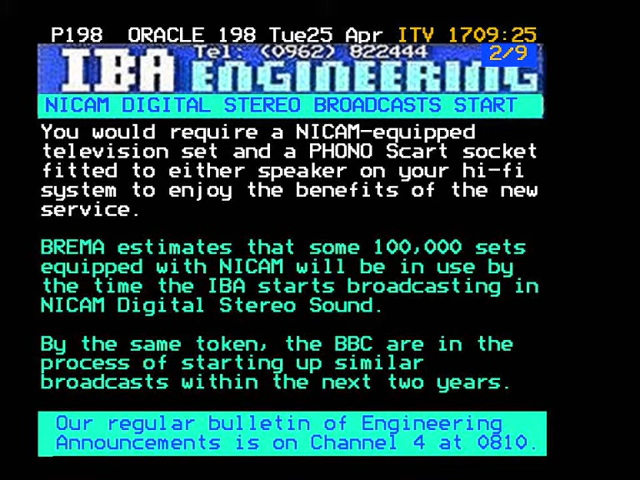 P198 ORACLE 198 Tue25 Apr ITV 1709:25
Tel: (0962) 822444
2/9
IBA ENGINEERING
NICAM DIGITAL STEREO BROADCASTS START
You would require a NICAM-equipped
television set and a PHONO Scart socket
fitted to either speaker on your hi-fi
system to enjoy the benefits of the new
service.
BREMA estimates that some 100,000 sets
equipped with NICAM will be in use by
the time the IBA starts broadcasting in
NICAM Digital Stereo Sound.
By the same token, the BBC are in the
process of starting up similar
broadcasts within the next two years.
Our regular bulletin of Engineering
Announcements is on Channel 4 at 0810.